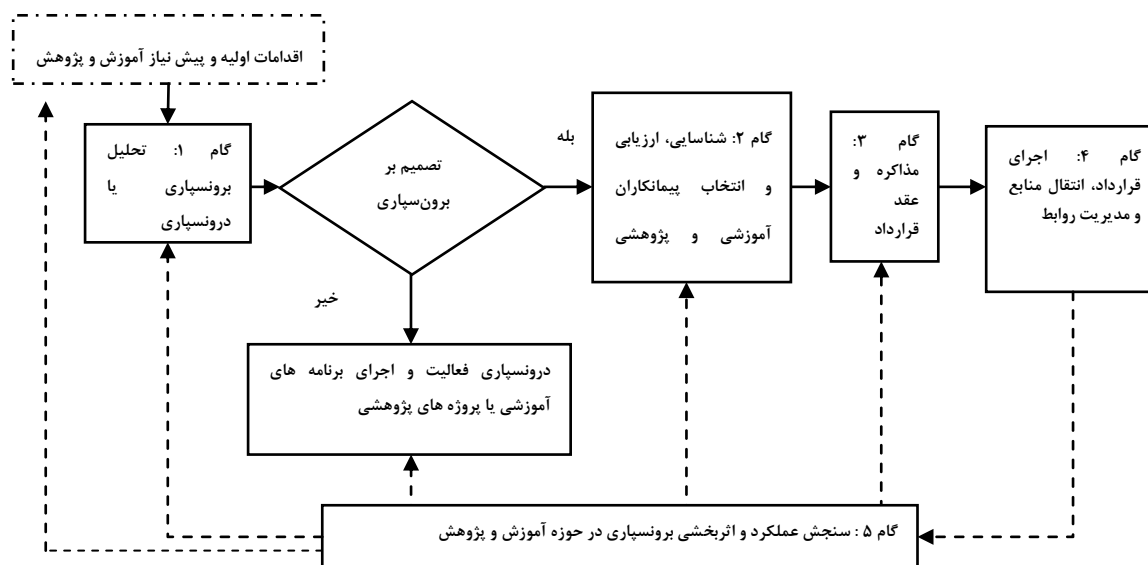 اقدامات اولیه و پیش نیاز آموزش و پژوهش
گام ۱: تحلیل
برونسپاری یا
درونسپاری
تصمیم بر
برون‌سپاری
بله
خیر
گام ۲: شناسایی، ارزیابی
و انتخاب پیمانکاران
آموزشی و پژوهشی
گام ۳:
مذاکره و
عقد
قرارداد
گام ۴: اجرای
قرارداد، انتقال منابع
و مدیریت روابط
درونسپاری فعالیت و اجرای برنامه های
آموزشی یا پروژه های پژوهشی
گام ۵ : سنجش عملکرد و اثربخشی برونسپاری در حوزه آموزش و پژوهش